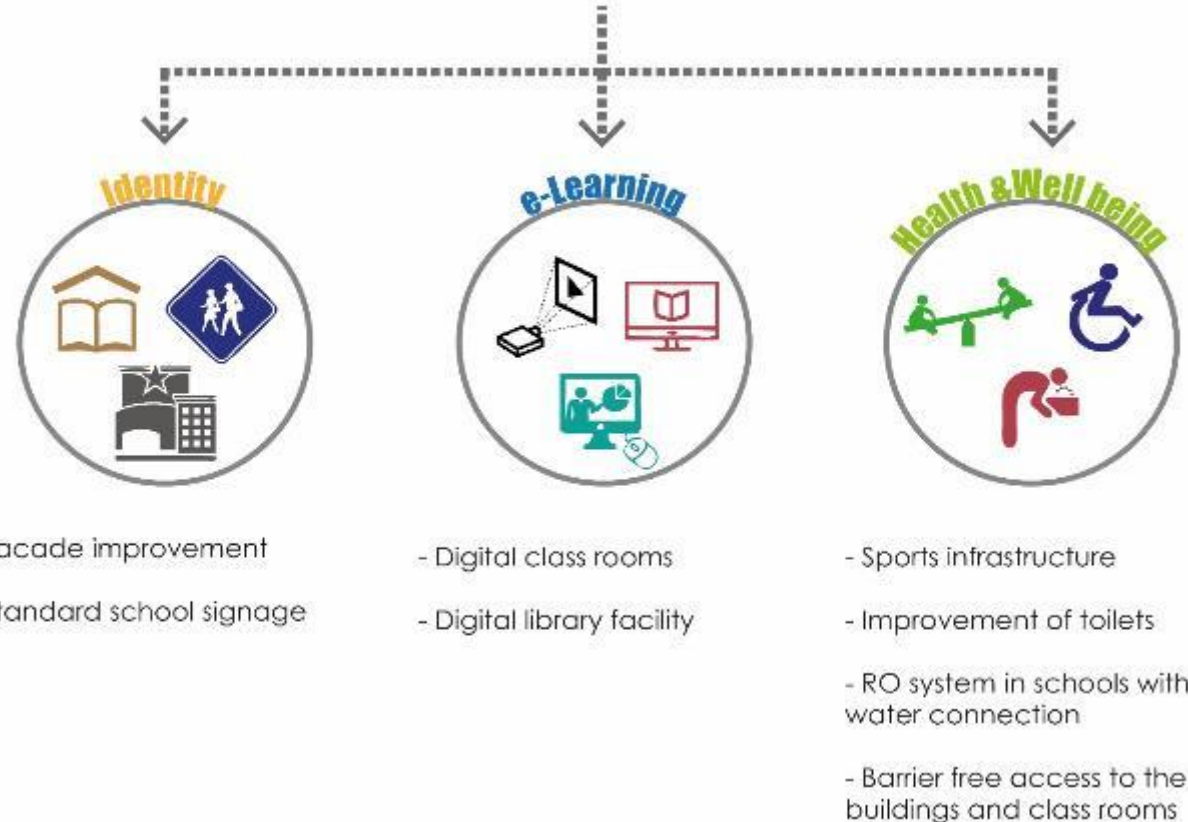 Identity
e-Learning
Health & Well being
acade improvement
tandard school signage
- Digital class rooms
- Digital library facility
- Sports infrastructure
- Improvement of toilets
- RO system in schools with
water connection
- Barrier free access to the
buildings and class rooms